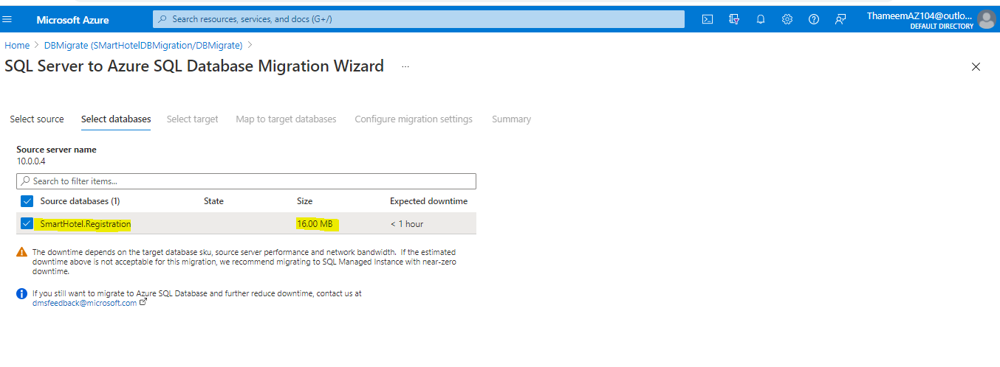 Microsoft Azure
Search resources, services, and docs (G+/)
ThameemAZ104@outlo...
DEFAULT DIRECTORY
Home > DBMigrate (SMartHotelDBMigration/DBMigrate) >
SQL Server to Azure SQL Database Migration Wizard ...
Select source Select databases Select target Map to target databases Configure migration settings Summary
Source server name
10.0.0.4
Search to filter items...
Source databases (1) State Size Expected downtime
SmartHotel.Registration 16.00 MB < 1 hour
The downtime depends on the target database sku, source server performance and network bandwidth. If the estimated
downtime above is not acceptable for this migration, we recommend migrating to SQL Managed Instance with near-zero
downtime.
If you still want to migrate to Azure SQL Database and further reduce downtime, contact us at
dmsfeedback@microsoft.com